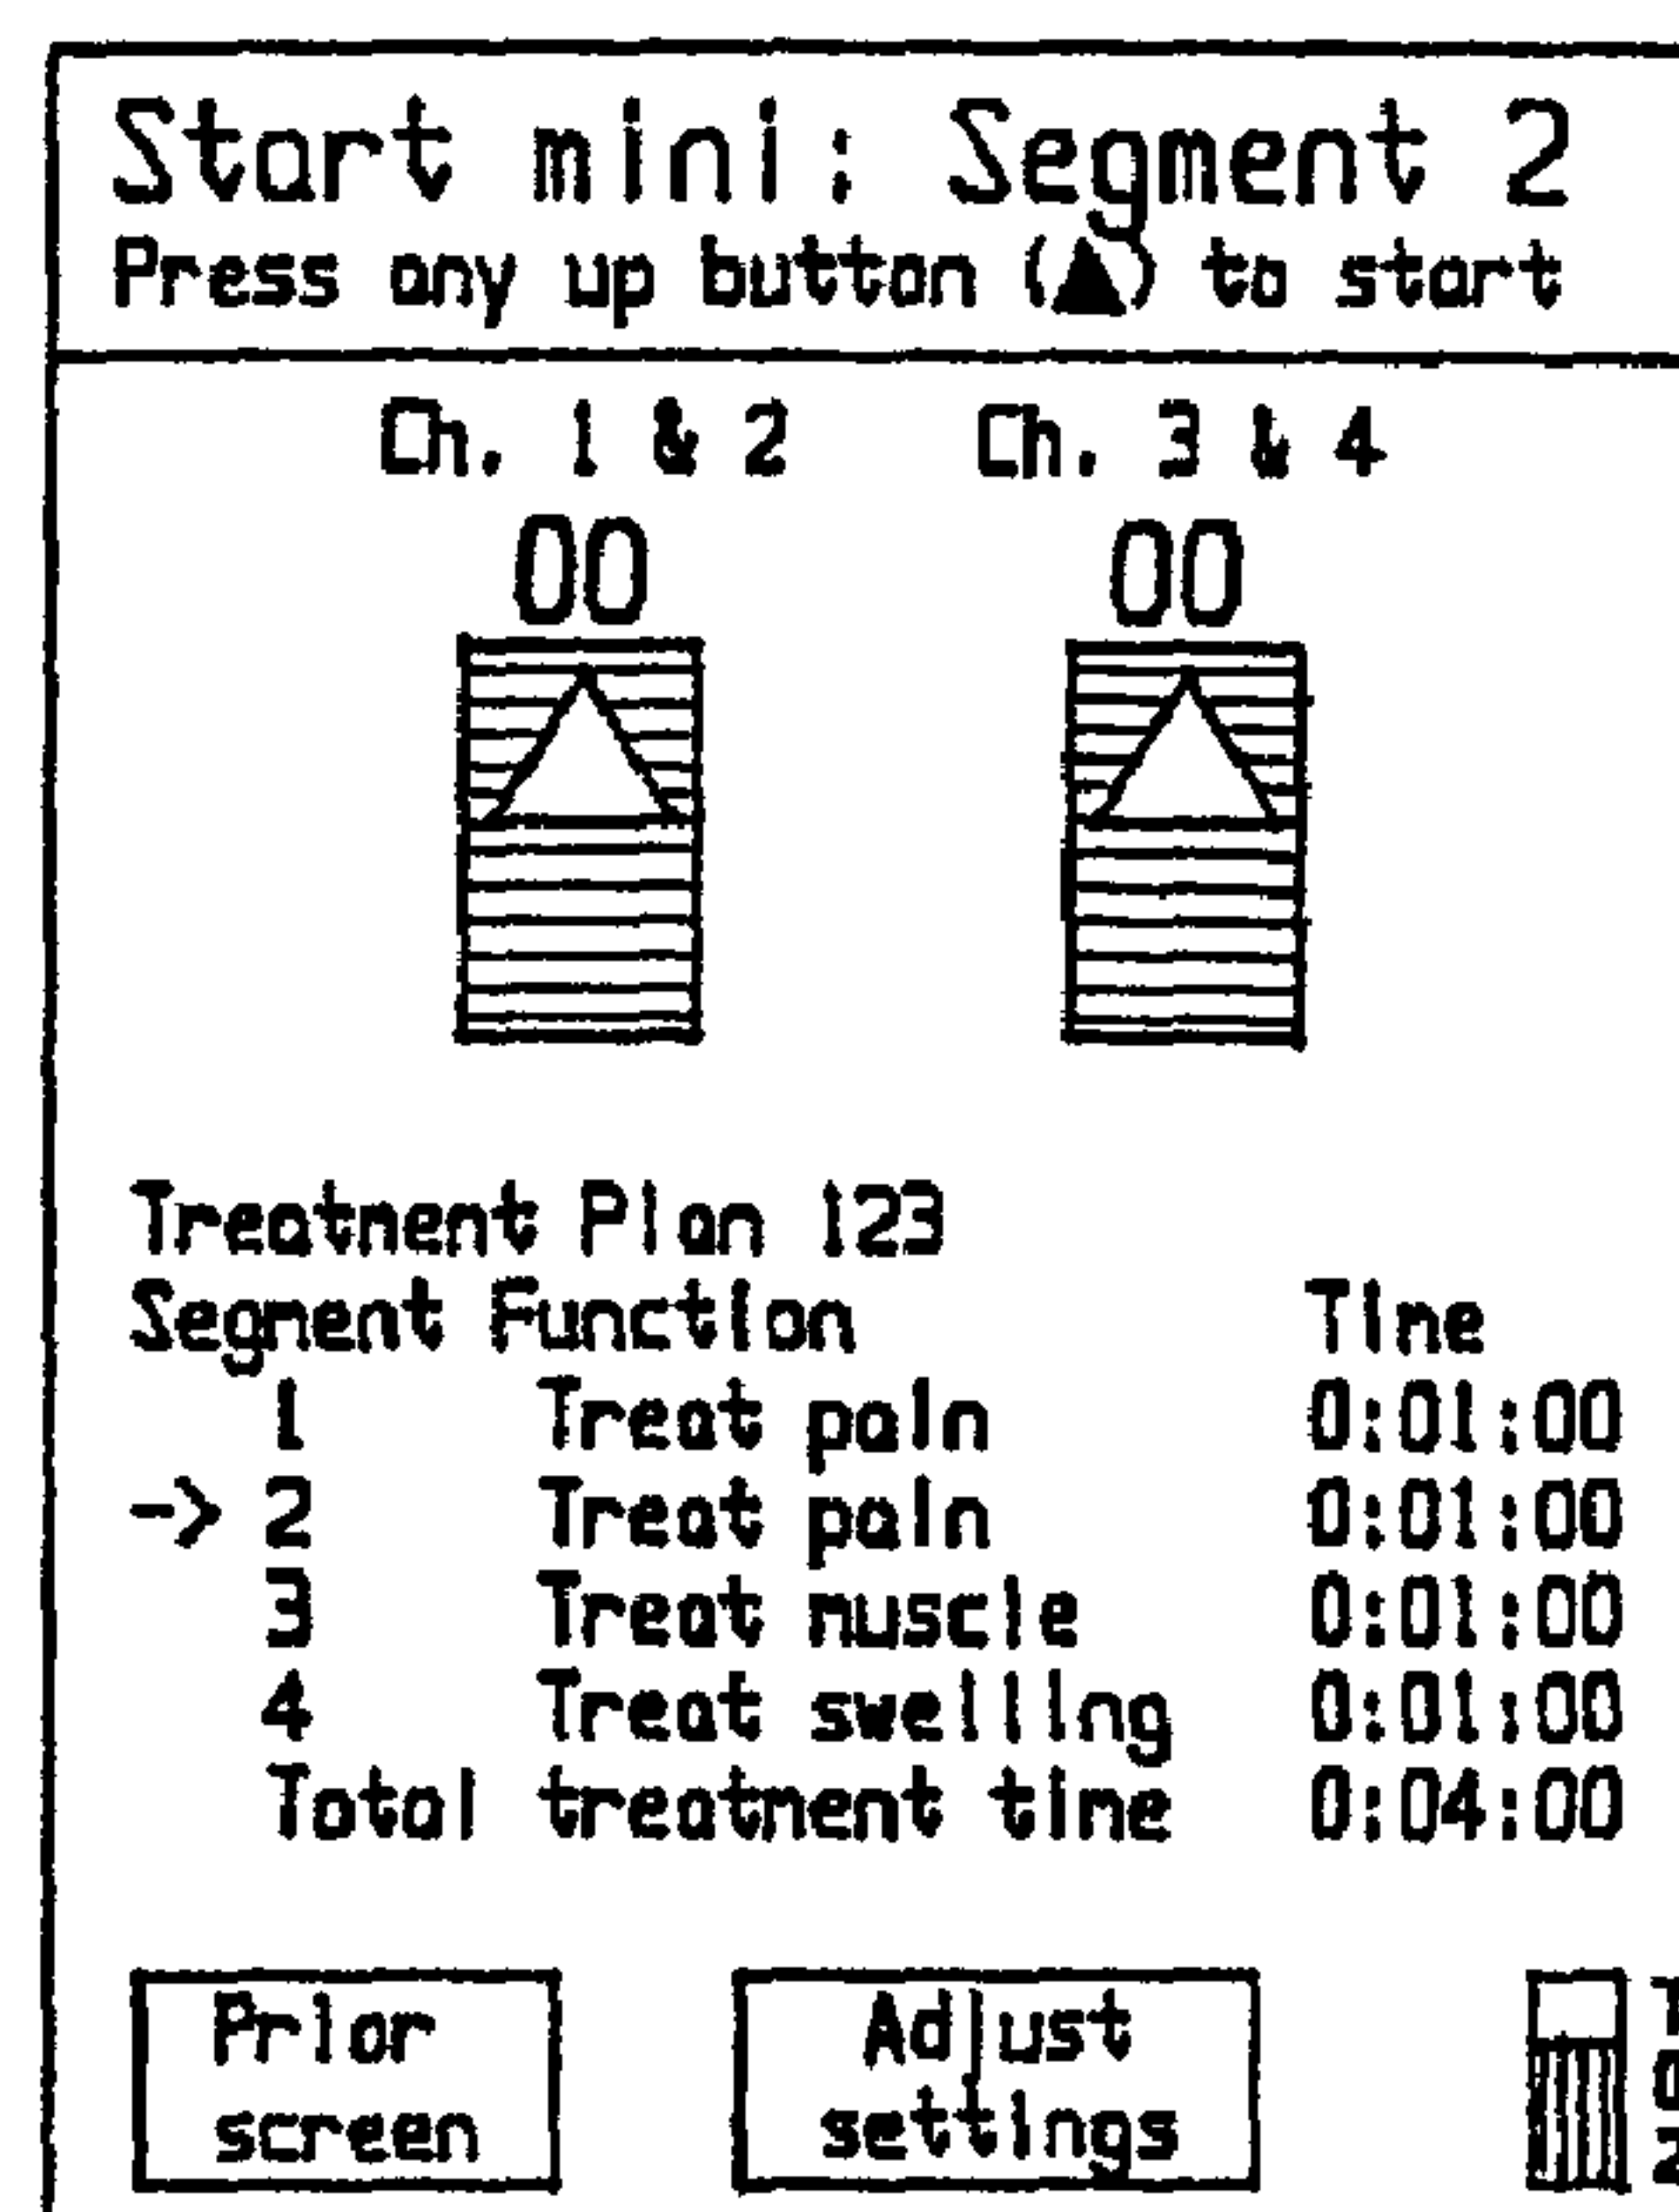 Start mini: Segment 2
Press any up button (▲) to start
Ch. 1 & 2 Ch. 3 & 4
00 00
Treatment Plan 123
Segment Function Time
1 Treat pain 0:01:00
-> 2 Treat pain 0:01:00
3 Treat muscle 0:01:00
4 Treat swelling 0:01:00
Total treatment time 0:04:00
Prior Adjust
screen settings